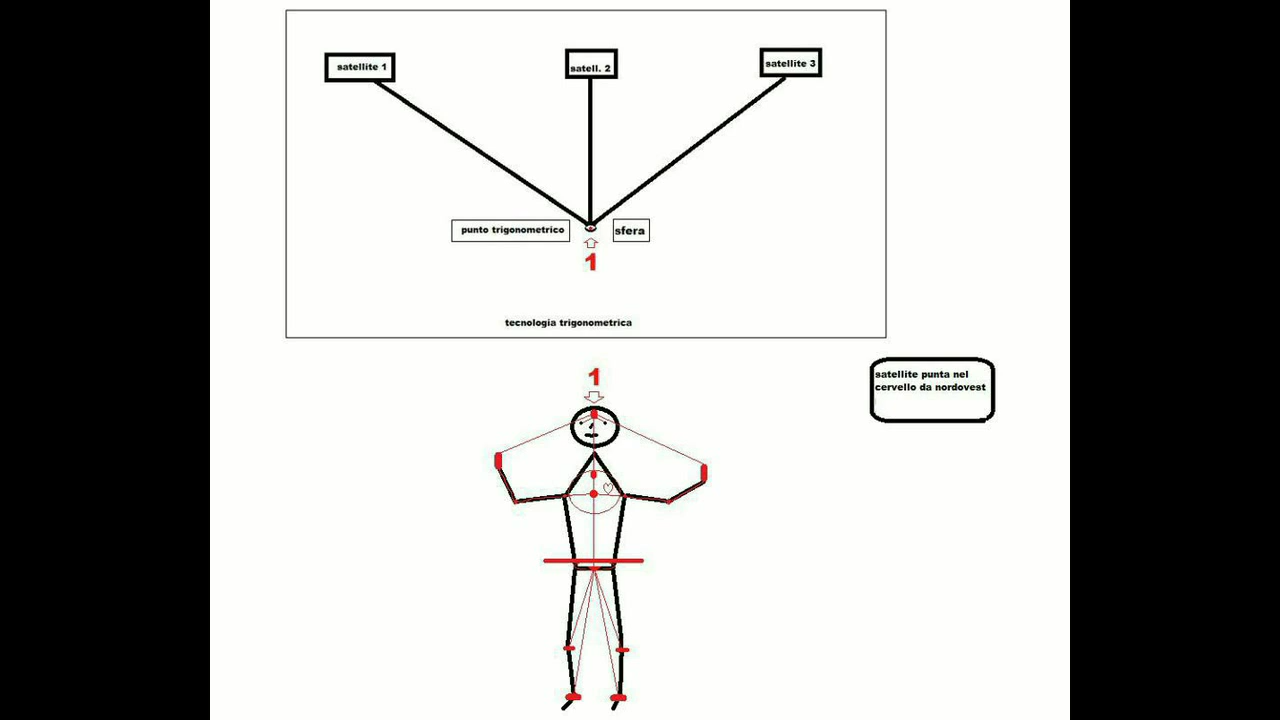 satellite 1
satell. 2
satellite 3
punto trigonometrico
sfera
1
tecnologia trigonometrica
1
satellite punta nel
cervello da nordovest